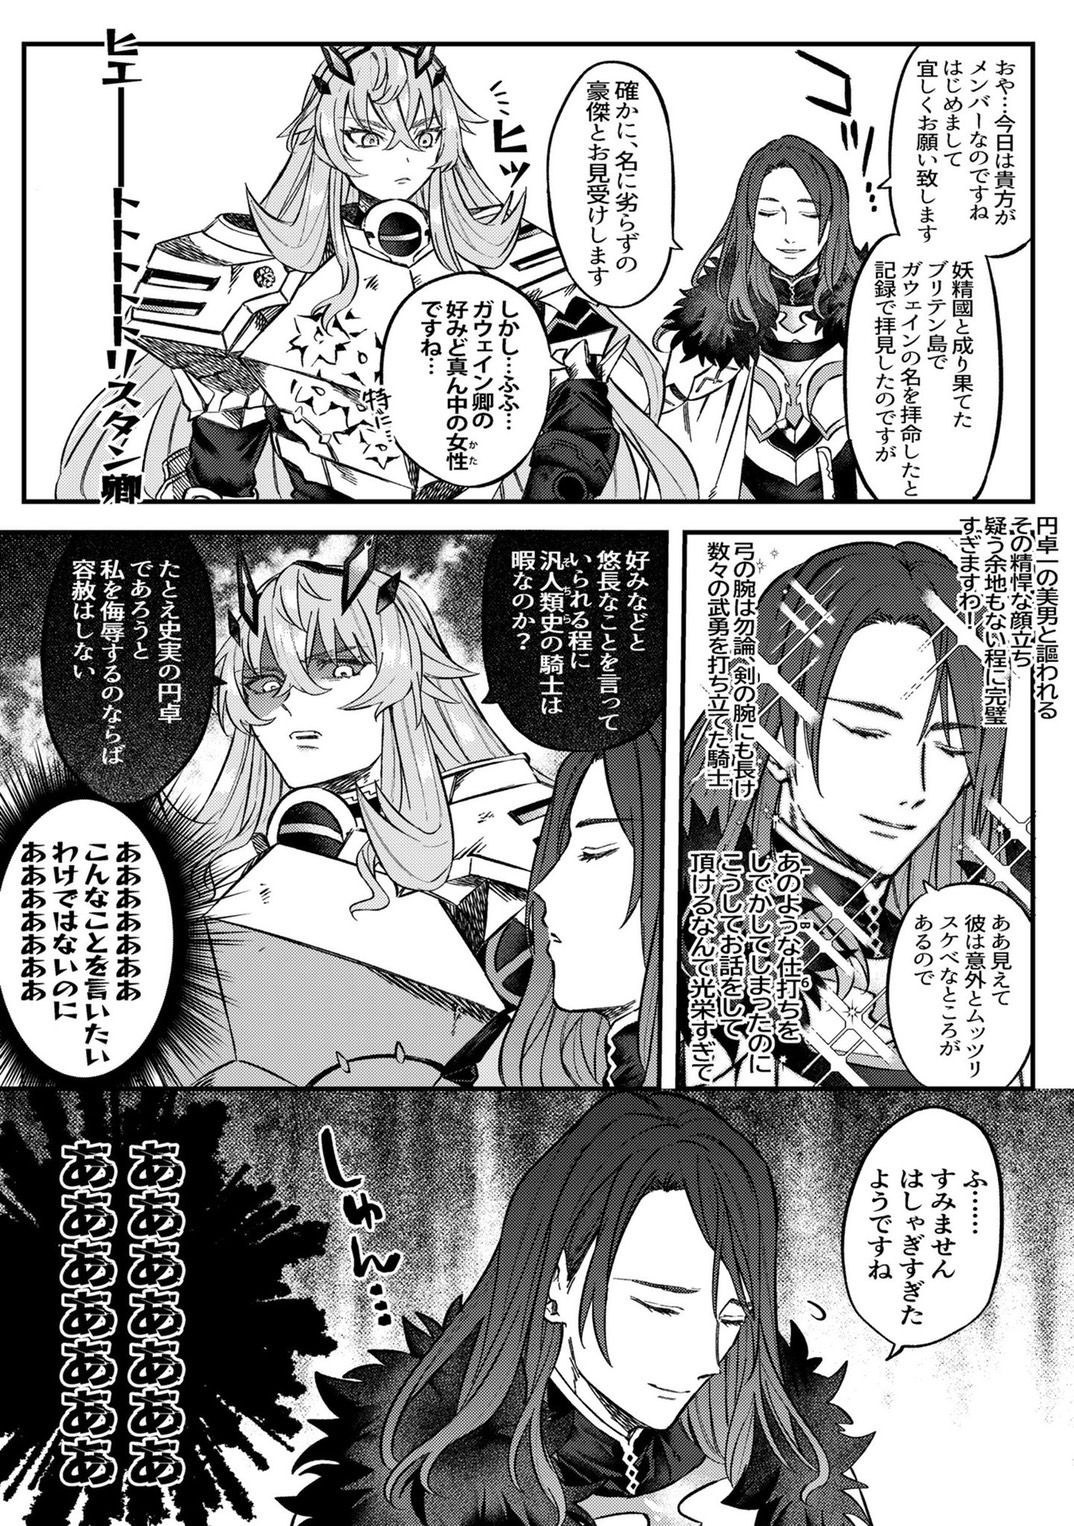 おや…今日は貴方が
メンバーなのですね
はじめまして
宜しくお願い致します
妖精國と成り果てた
ブリテン島で
ガウェインの名を拝命したと
記録で拝見したのですが
コッ…
確かに、名に劣らずの
豪傑とお見受けします
ヒッ
しかし…ふふ…
ガウェイン卿の
好みど真ん中の女性
かた
ですね…
特に…
ヒエーートトトトトリスタン卿
円卓一の美男と謳われる
その精悍な顔立ち
疑う余地もない程に完璧
すぎますわ！
弓の腕は勿論、剣の腕にも長け
数々の武勇を打ち立てた騎士
ああ見えて
彼は意外とムッツリ
スケベなところが
あるので
あのような仕打ちを
しでかしてしまったのに
こうしてお話をして
頂けるなんて光栄すぎて
好みなどと
悠長なことを言って
いられる程に
汎人類史の騎士は
そちら
暇なのか？
たとえ史実の円卓
であろうと
私を侮辱するのならば
容赦はしない
ああああああああ
こんなことを言いたい
わけではないのに
ああああああああ
ふ……
すみません
はしゃぎすぎた
ようですね
しゅん…
あああああああ
あああああああ